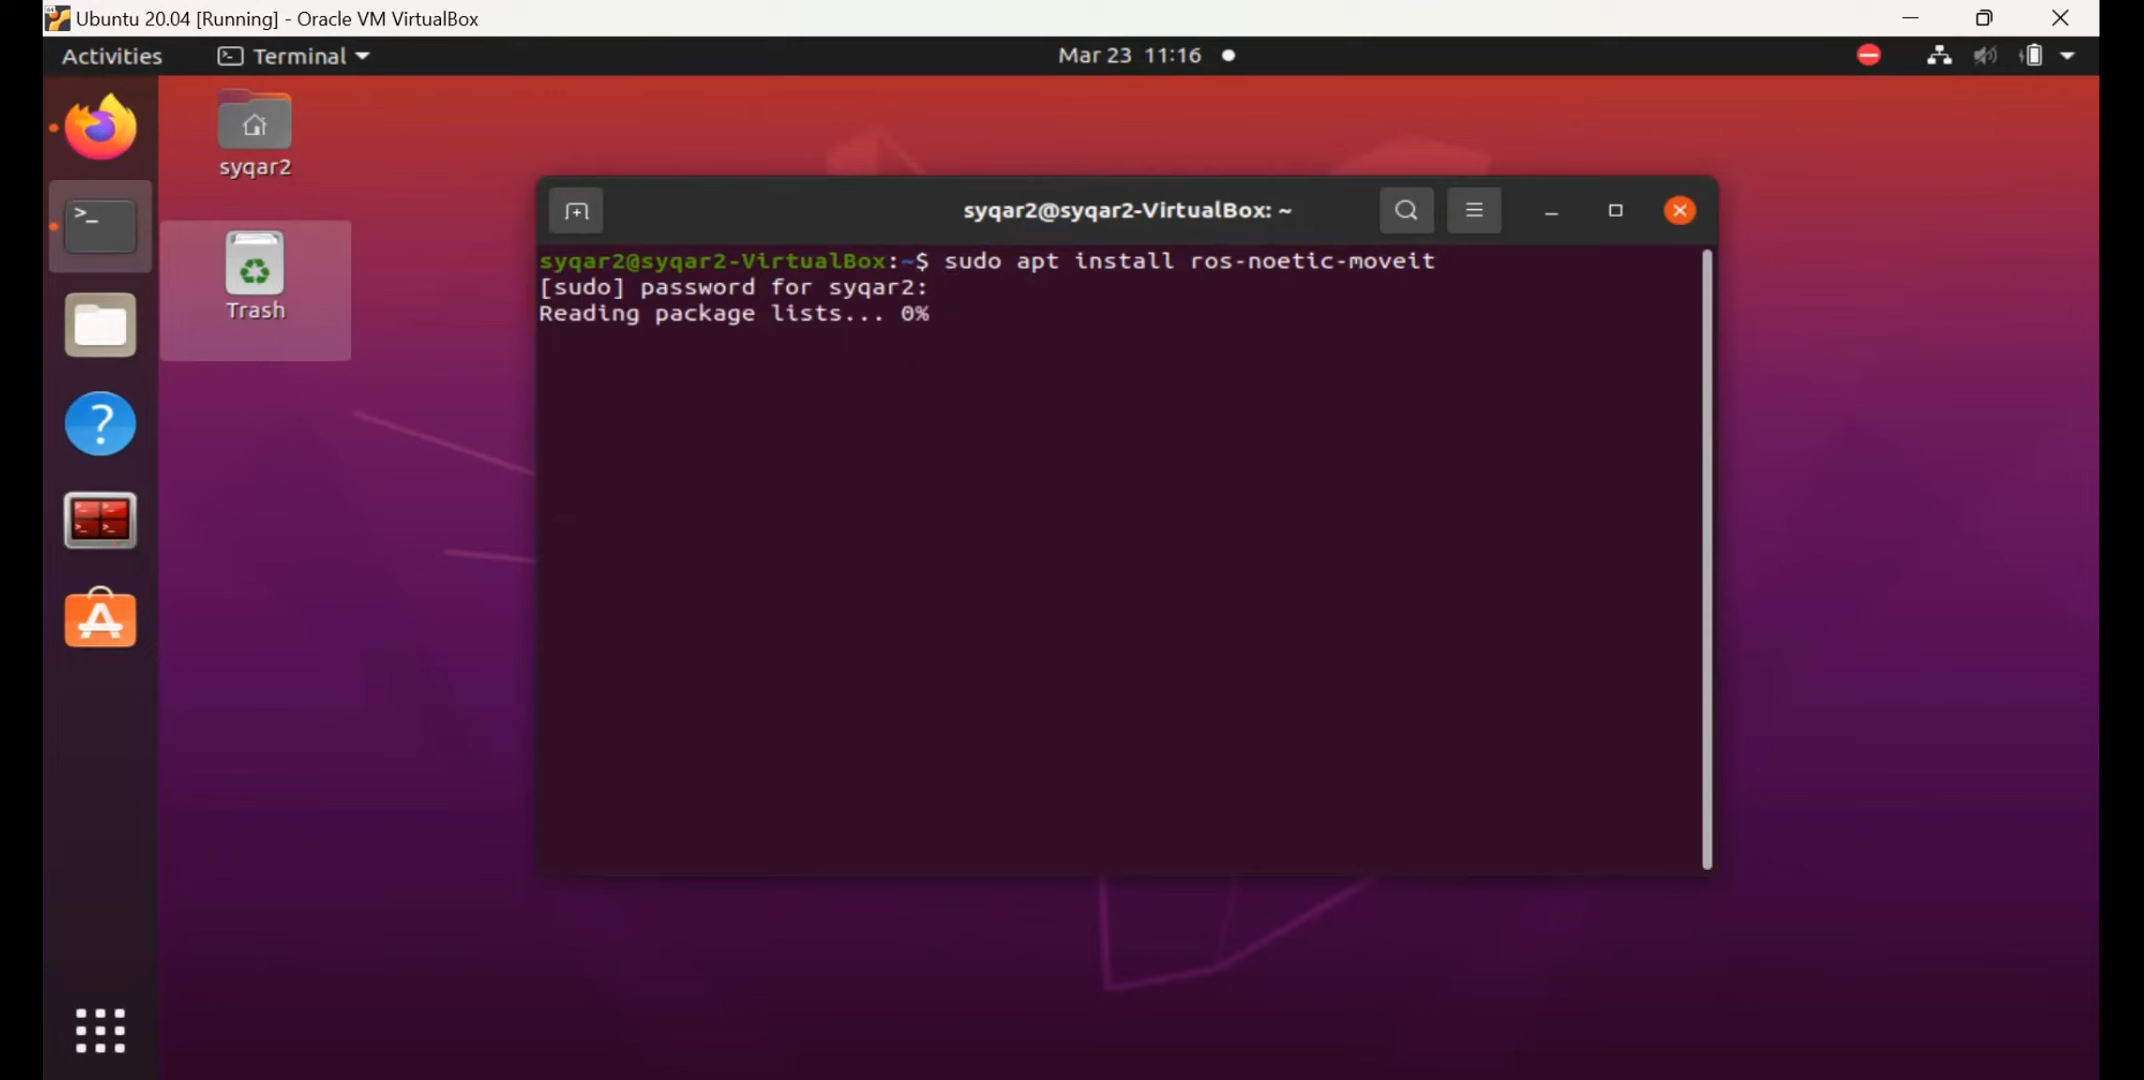 Ubuntu 20.04 [Running] - Oracle VM VirtualBox
Activities
Terminal
Mar 23 11:16
syqar2
Trash
syqar2@syqar2-VirtualBox: ~
syqar2@syqar2-VirtualBox:~$ sudo apt install ros-noetic-moveit
[sudo] password for syqar2:
Reading package lists... 0%